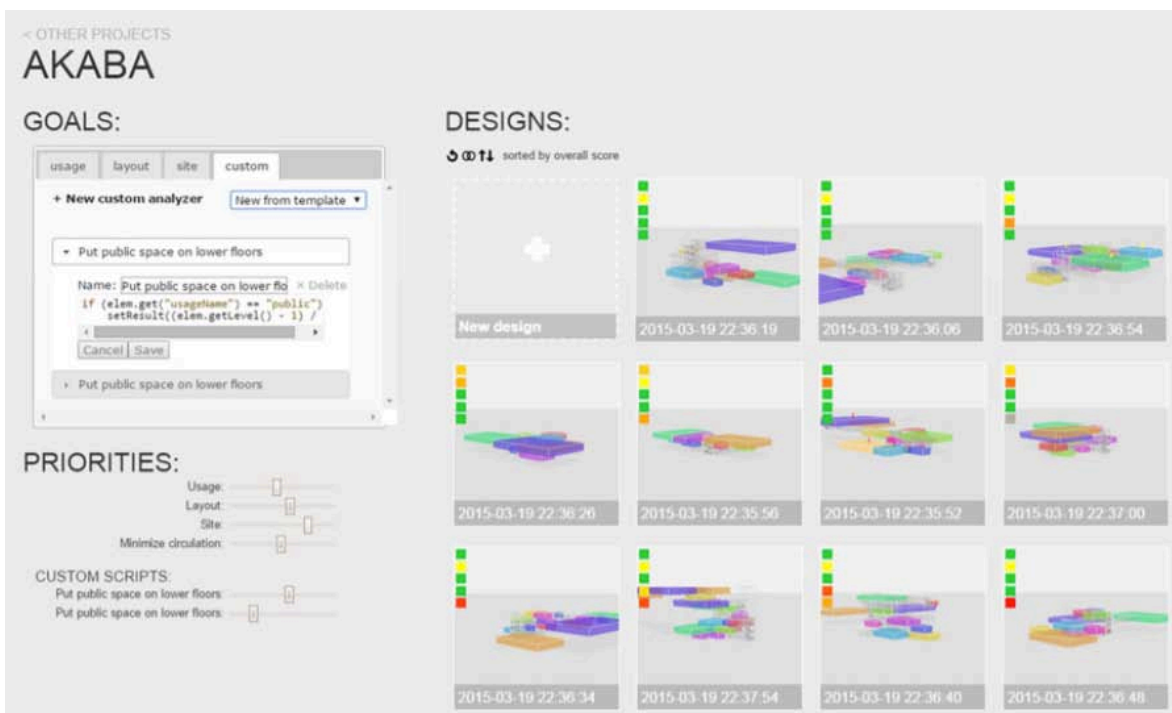 < OTHER PROJECTS
AKABA
GOALS:
usage layout site custom
+ New custom analyzer New from template
Put public space on lower floors
Name: Put public space on lower flo × Delete
if (elem.get("usageName") == "public")
setResult((elem.getLevel() - 1) /
Cancel Save
Put public space on lower floors
PRIORITIES:
Usage:
Layout:
Site:
Minimize circulation:
CUSTOM SCRIPTS:
Put public space on lower floors:
Put public space on lower floors:
DESIGNS:
sorted by overall score
New design
2015-03-19 22:36:19
2015-03-19 22:36:06
2015-03-19 22:36:54
2015-03-19 22:36:26
2015-03-19 22:35:56
2015-03-19 22:35:52
2015-03-19 22:37:00
2015-03-19 22:36:34
2015-03-19 22:37:54
2015-03-19 22:36:40
2015-03-19 22:36:48